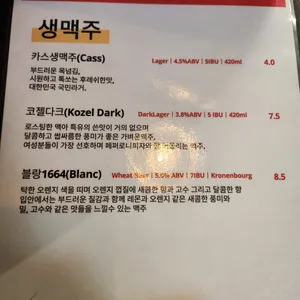 생맥주
카스생맥주(Cass) Lager | 4.5%ABV | 5IBU | 420ml 4.0
부드러운 목넘김,
시원하고 톡쏘는 후레쉬한맛,
대한민국 국민라거.
코젤다크(Kozel Dark) DarkLager | 3.8%ABV | 5 IBU | 420ml 7.5
로스팅한 맥아 특유의 쓴맛이 거의 없으며
달콤하고 쌉싸름한 풍미가 좋은 가벼운맥주.
여성분들이 가장 선호하며 페퍼로니피자와 잘 어울리는맥주.
블랑1664(Blanc) Wheat Beer | 5.0% ABV | 7IBU | Kronenbourg 8.5
탁한 오렌지 색을 띠며 오렌지 껍질에 새콤한 향과 고수 그리고 달콤한 향
입안에서는 부드러운 질감과 함께 레몬과 오렌지 같은 새콤한 풍미와
밀, 고수와 같은 맛들을 느낄수 있는 맥주